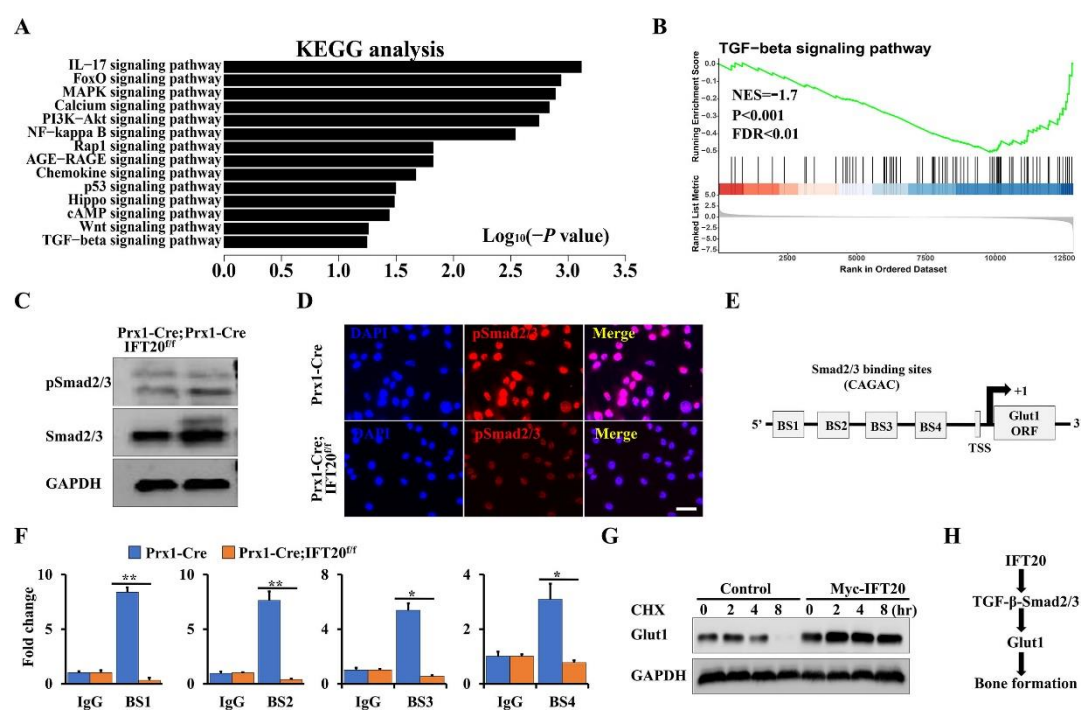 A
KEGG analysis
IL−17 signaling pathway
FoxO signaling pathway
MAPK signaling pathway
Calcium signaling pathway
PI3K−Akt signaling pathway
NF−kappa B signaling pathway
Rap1 signaling pathway
AGE−RAGE signaling pathway
Chemokine signaling pathway
p53 signaling pathway
Hippo signaling pathway
cAMP signaling pathway
Wnt signaling pathway
TGF−beta signaling pathway
Log₁₀(−P value)
0.0 0.5 1.0 1.5 2.0 2.5 3.0 3.5
B
TGF−beta signaling pathway
Running Enrichment Score
0.0
−0.1
−0.2
−0.3
−0.4
−0.5
NES=−1.7
P<0.001
FDR<0.01
Ranked List Metric
5.0
2.5
0.0
−2.5
−5.0
−7.5
2500 5000 7500 10000 12500
Rank in Ordered Dataset
C
Prx1-Cre; Prx1-Cre
IFT20f/f
pSmad2/3
Smad2/3
GAPDH
D
DAPI pSmad2/3 Merge
Prx1-Cre
DAPI pSmad2/3 Merge
Prx1-Cre;
IFT20f/f
E
Smad2/3 binding sites
(CAGAC)
+1
5’ BS1 BS2 BS3 BS4 TSS Glut1 ORF 3’
F
Prx1-Cre Prx1-Cre;IFT20f/f
Fold change
10
5
0
**
IgG BS1
10
5
0
**
IgG BS2
8
4
0
*
IgG BS3
4
2
0
*
IgG BS4
G
Control Myc-IFT20
CHX 0 2 4 8 0 2 4 8 (hr)
Glut1
GAPDH
H
IFT20
TGF-β-Smad2/3
Glut1
Bone formation